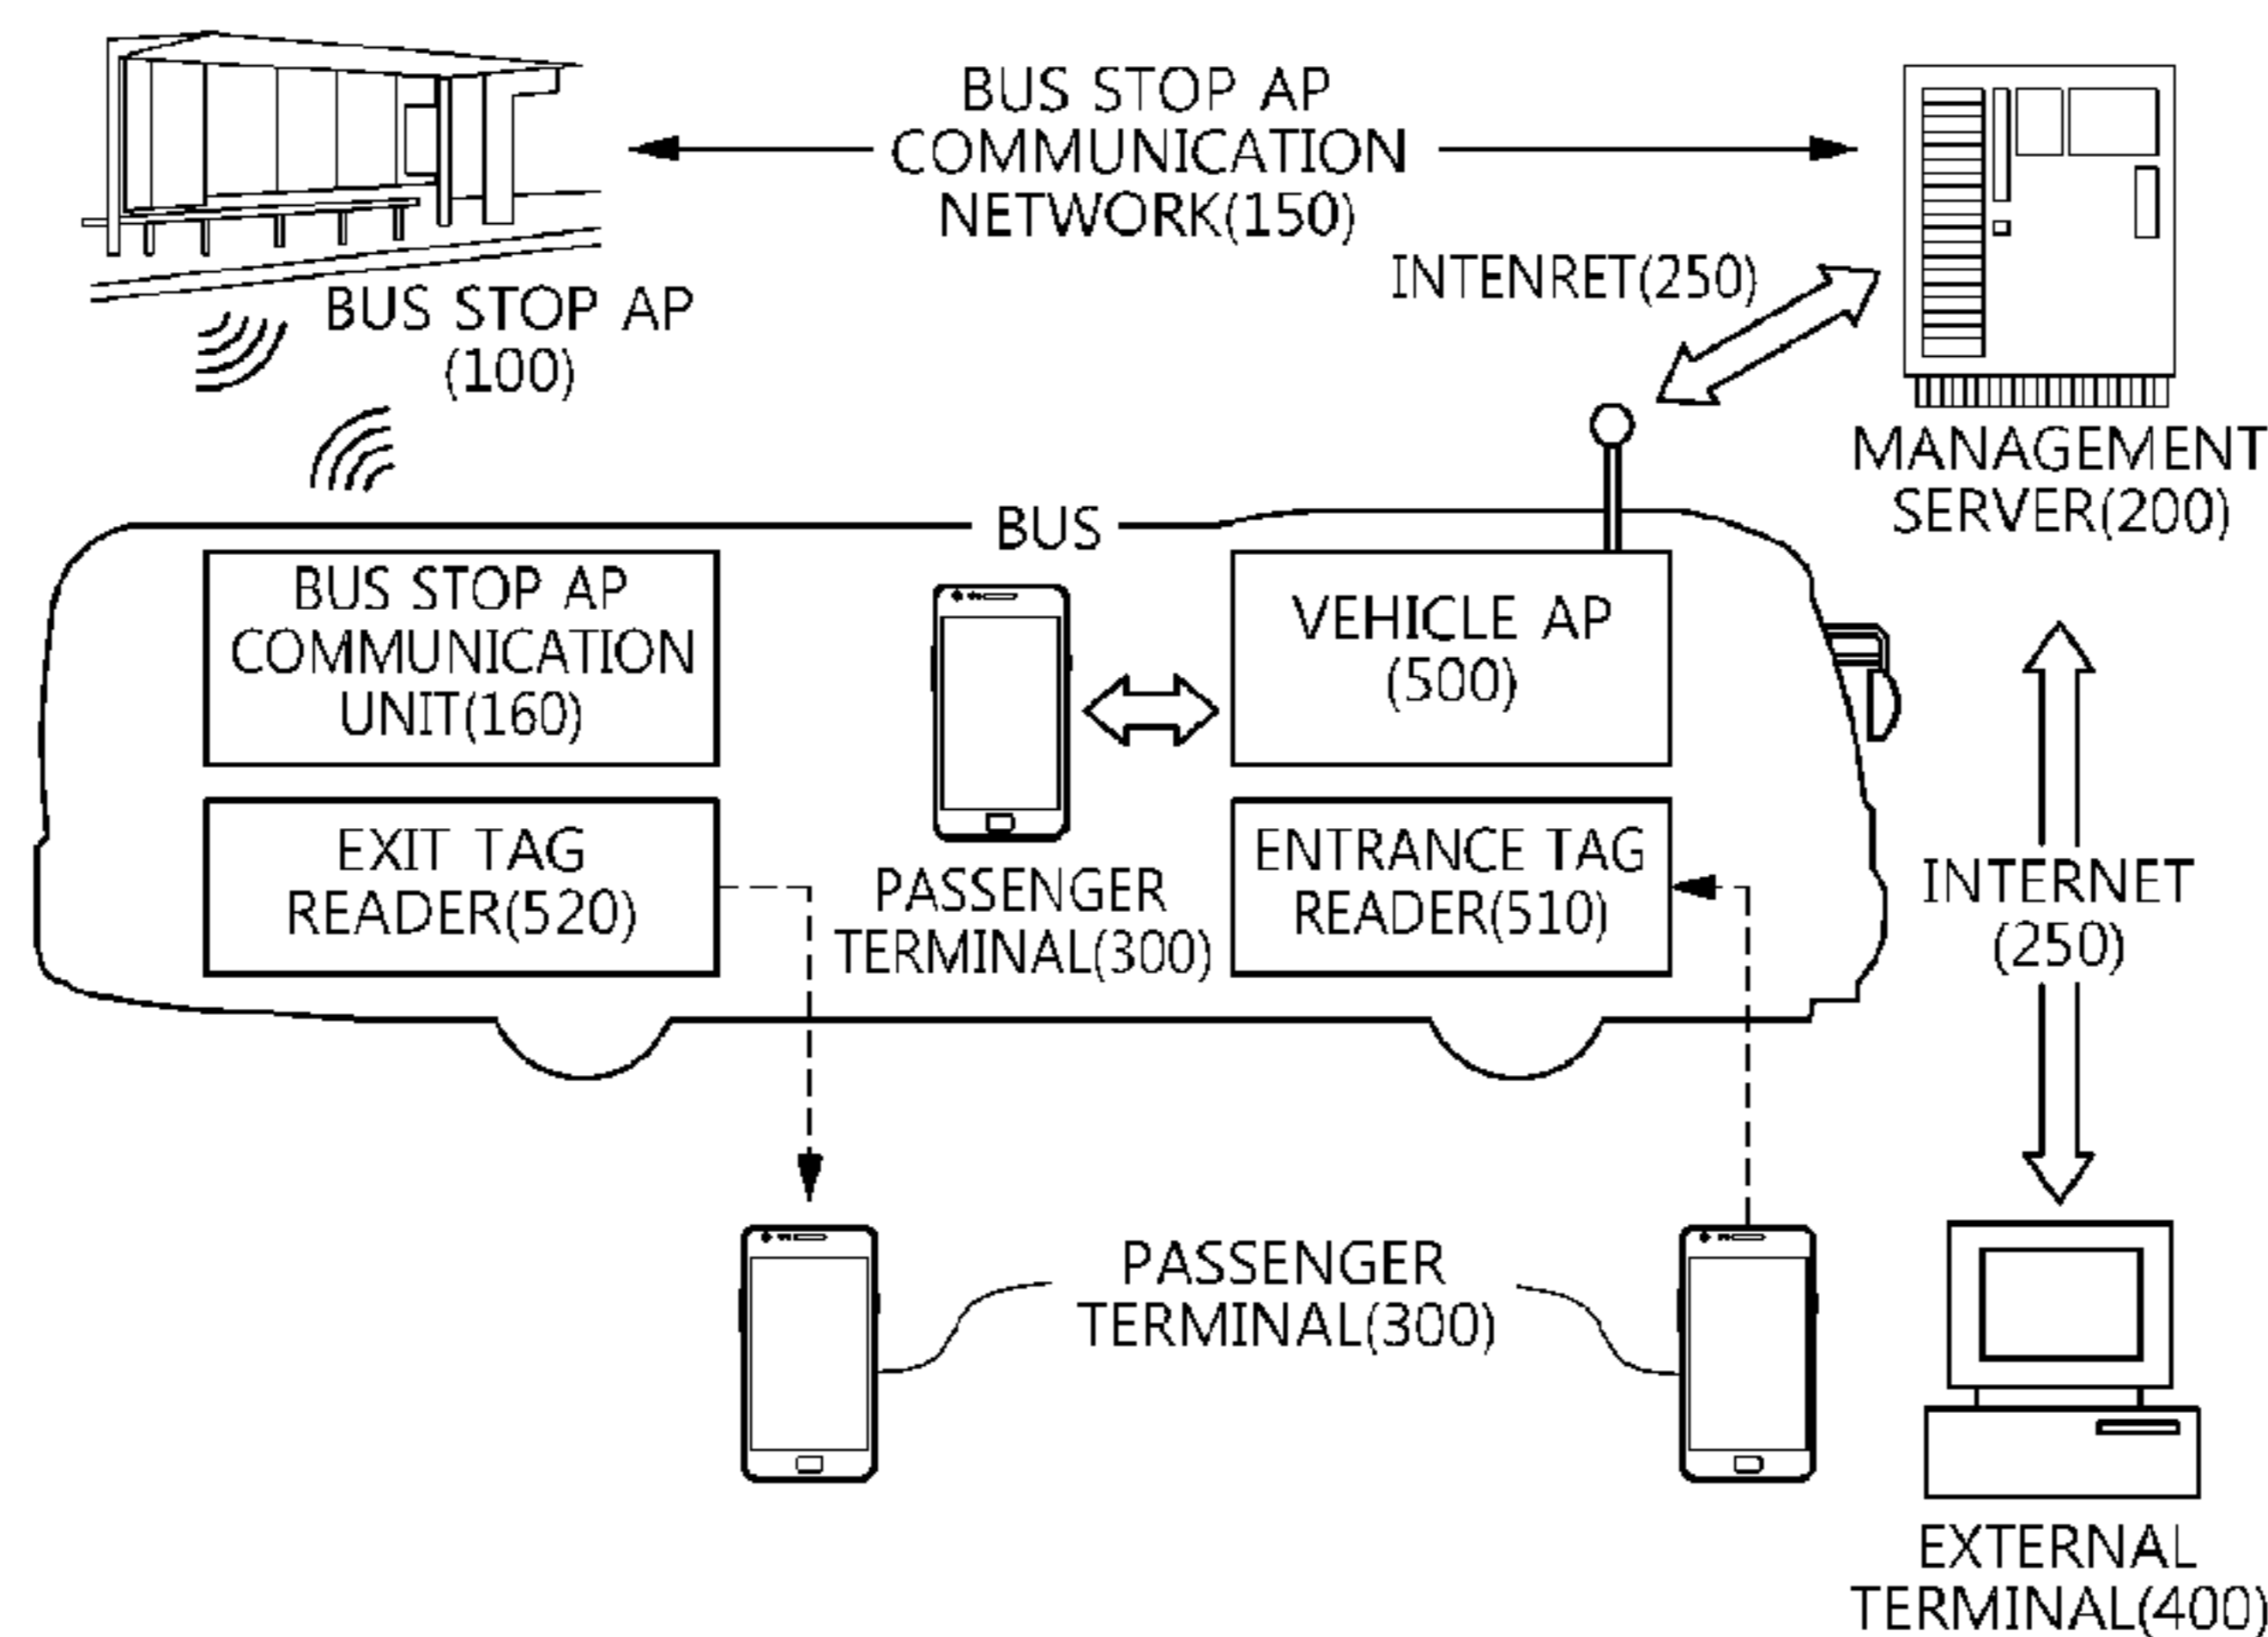 BUS STOP AP
COMMUNICATION
NETWORK(150)
INTENRET(250)
BUS STOP AP
(100)
MANAGEMENT
SERVER(200)
BUS
BUS STOP AP
COMMUNICATION
UNIT(160)
VEHICLE AP
(500)
EXIT TAG
READER(520)
PASSENGER
TERMINAL(300)
ENTRANCE TAG
READER(510)
INTERNET
(250)
PASSENGER
TERMINAL(300)
EXTERNAL
TERMINAL(400)